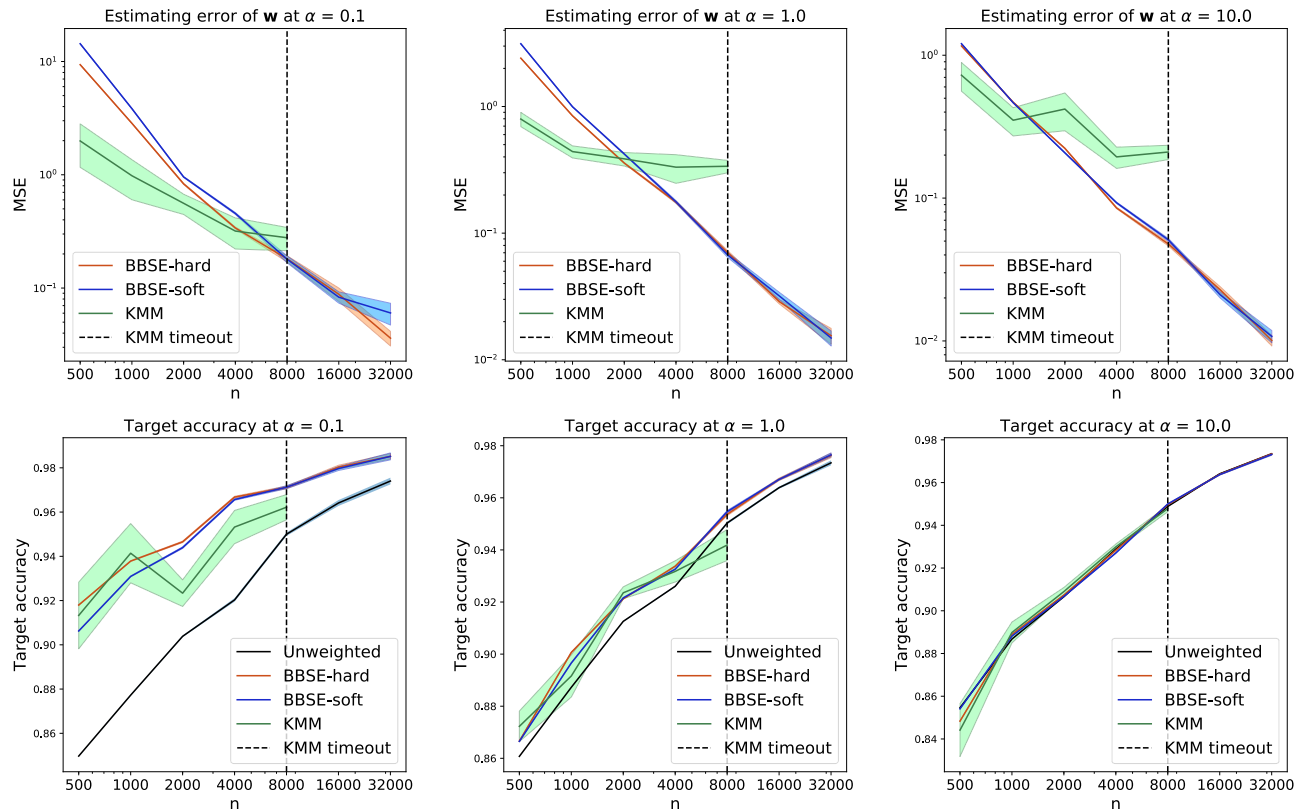 Estimating error of w at α = 0.1
MSE
10¹
10⁰
10⁻¹
BBSE-hard
BBSE-soft
KMM
KMM timeout
500 1000 2000 4000 8000 16000 32000
n
Estimating error of w at α = 1.0
MSE
10⁰
10⁻¹
10⁻²
BBSE-hard
BBSE-soft
KMM
KMM timeout
500 1000 2000 4000 8000 16000 32000
n
Estimating error of w at α = 10.0
MSE
10⁰
10⁻¹
10⁻²
BBSE-hard
BBSE-soft
KMM
KMM timeout
500 1000 2000 4000 8000 16000 32000
n
Target accuracy at α = 0.1
Target accuracy
0.98
0.96
0.94
0.92
0.90
0.88
0.86
Unweighted
BBSE-hard
BBSE-soft
KMM
KMM timeout
500 1000 2000 4000 8000 16000 32000
n
Target accuracy at α = 1.0
Target accuracy
0.98
0.96
0.94
0.92
0.90
0.88
0.86
Unweighted
BBSE-hard
BBSE-soft
KMM
KMM timeout
500 1000 2000 4000 8000 16000 32000
n
Target accuracy at α = 10.0
Target accuracy
0.98
0.96
0.94
0.92
0.90
0.88
0.86
0.84
Unweighted
BBSE-hard
BBSE-soft
KMM
KMM timeout
500 1000 2000 4000 8000 16000 32000
n